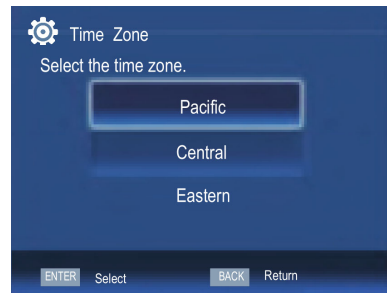 Time Zone
Select the time zone.
Pacific
Central
Eastern
ENTER Select BACK Return